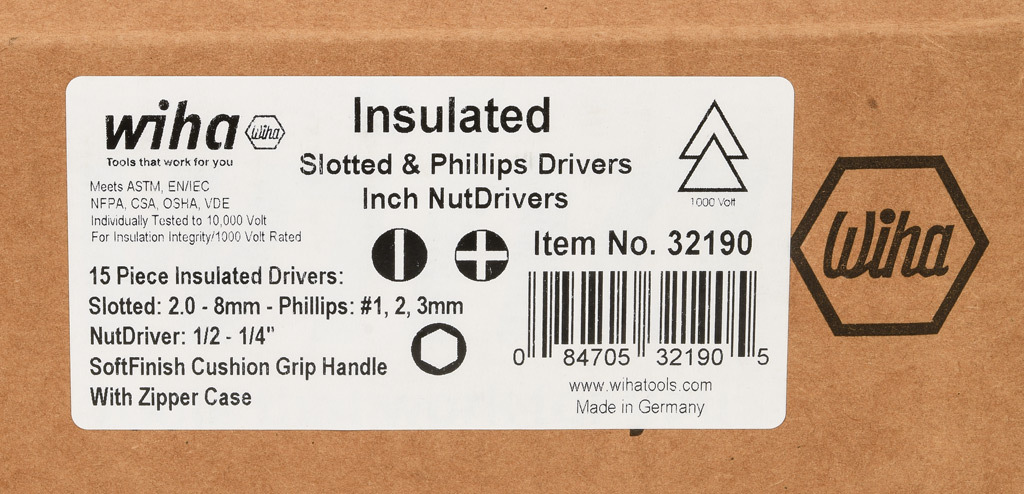 wiha
Wiha
Tools that work for you
Insulated
Slotted & Phillips Drivers
Inch NutDrivers
1000 Volt
Meets ASTM, EN/IEC
NFPA, CSA, OSHA, VDE
Individually Tested to 10,000 Volt
For Insulation Integrity/1000 Volt Rated
15 Piece Insulated Drivers:
Slotted: 2.0 - 8mm - Phillips: #1, 2, 3mm
NutDriver: 1/2 - 1/4"
SoftFinish Cushion Grip Handle
With Zipper Case
Item No. 32190
0 84705 32190 5
www.wihatools.com
Made in Germany
Wiha